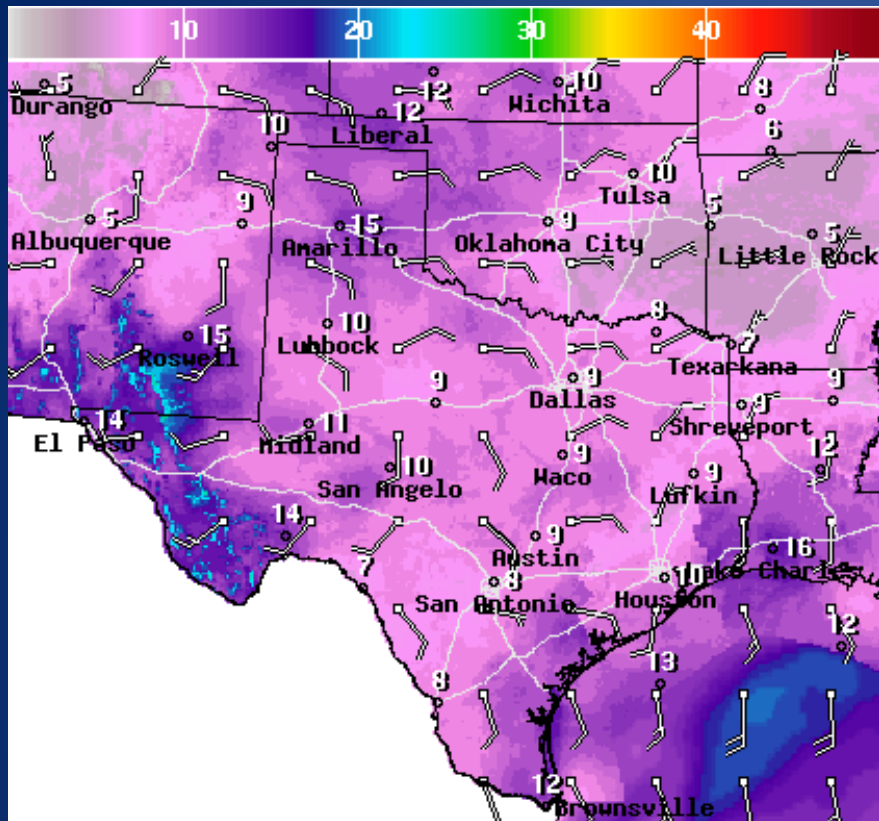 10 20 30 40
5 12 10 8
Durango Wichita
12
Liberal
10 6
10
Tulsa
5 9 15 9 5 5
Albuquerque Amarillo Oklahoma City Little Rock
15 10 8 7
Roswell Lubbock Texarkana
9 9 9 9
Dallas
14 11 Shreveport
El Paso Midland
10 9 9 12
San Angelo Waco Lufkin
14 9 16
Austin
7 8 10 Lake Charles
San Antonio Houston
12
13
8
12
Brownsville